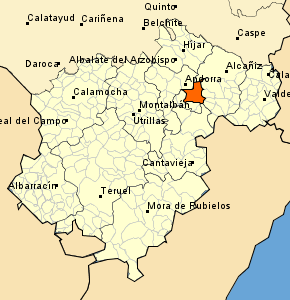 Quinto
Calatayud
Cariñena
Belchite
Caspe
Híjar
Daroca
Albalate del Arzobispo
Alcañiz
Andorra
Cala
Calamocha
Montalbán
Valde
eal del Campo
Utrillas
Cantavieja
Albarracín
Teruel
Mora de Rubielos